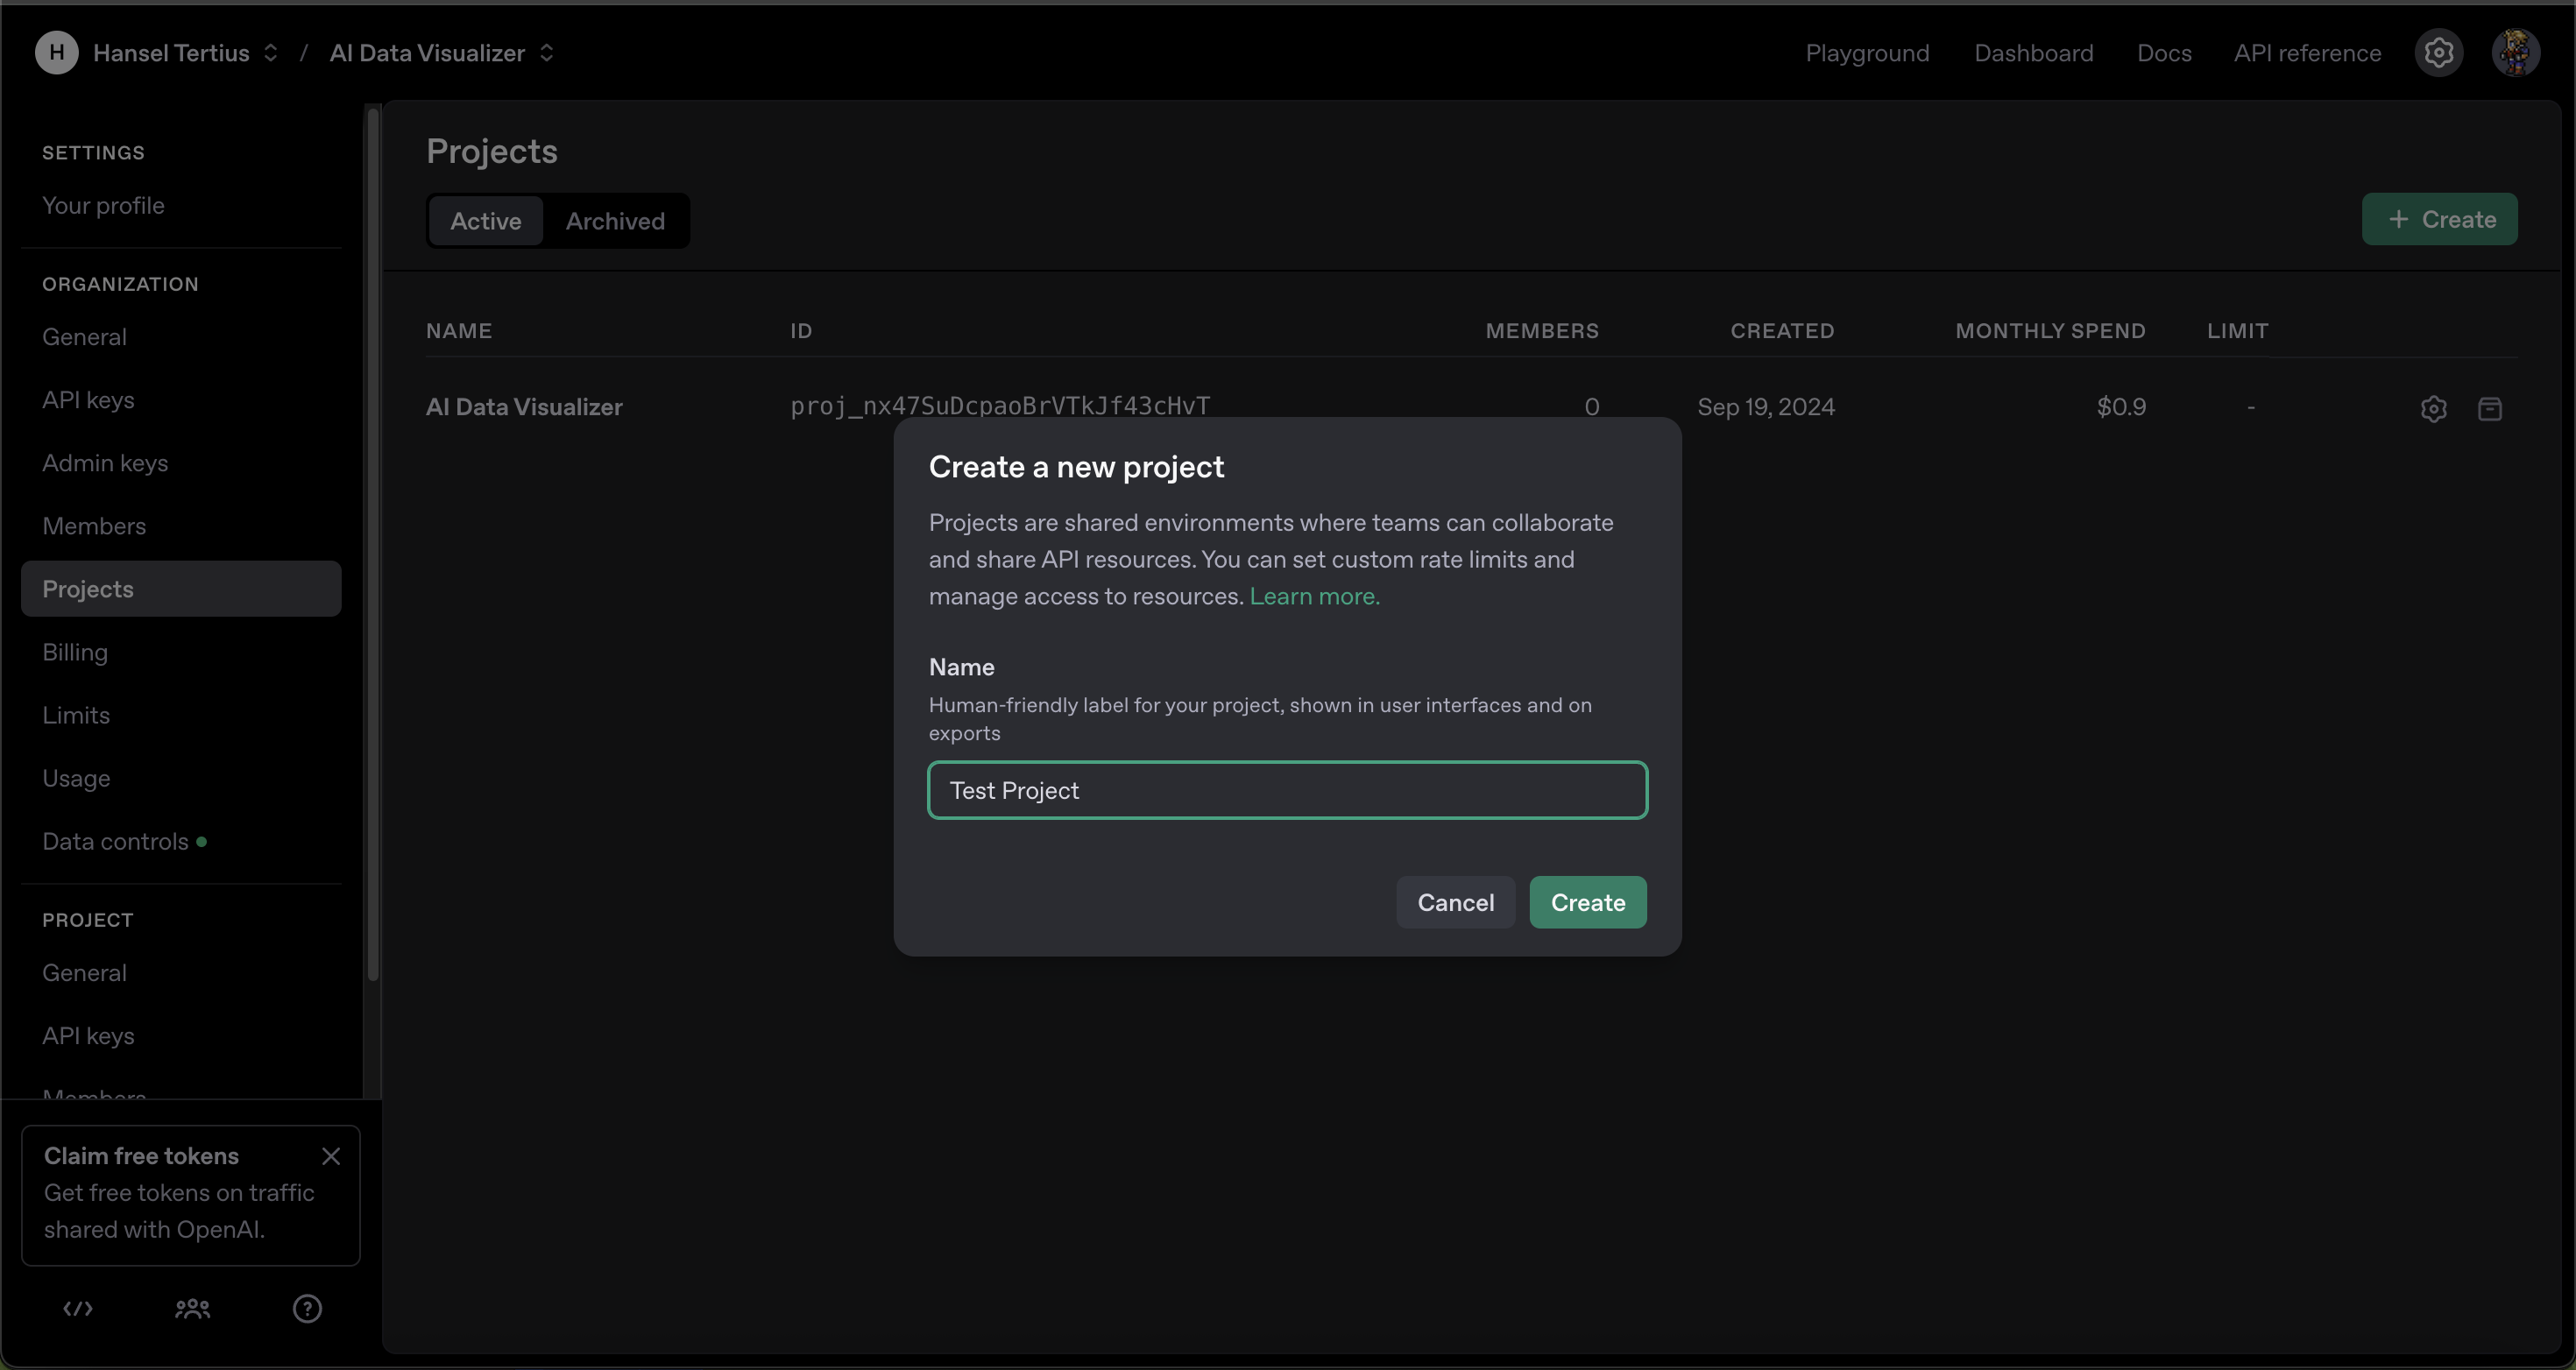 H Hansel Tertius / AI Data Visualizer Playground Dashboard Docs API reference
SETTINGS
Your profile
ORGANIZATION
General
API keys
Admin keys
Members
Projects
Billing
Limits
Usage
Data controls
PROJECT
General
API keys
Members
Claim free tokens
Get free tokens on traffic
shared with OpenAI.
Projects
Active Archived
+ Create
NAME ID MEMBERS CREATED MONTHLY SPEND LIMIT
AI Data Visualizer proj_nx47SuDcpaoBrVTkJf43cHvT 0 Sep 19, 2024 $0.9 -
Create a new project
Projects are shared environments where teams can collaborate
and share API resources. You can set custom rate limits and
manage access to resources. Learn more.
Name
Human-friendly label for your project, shown in user interfaces and on
exports
Test Project
Cancel Create